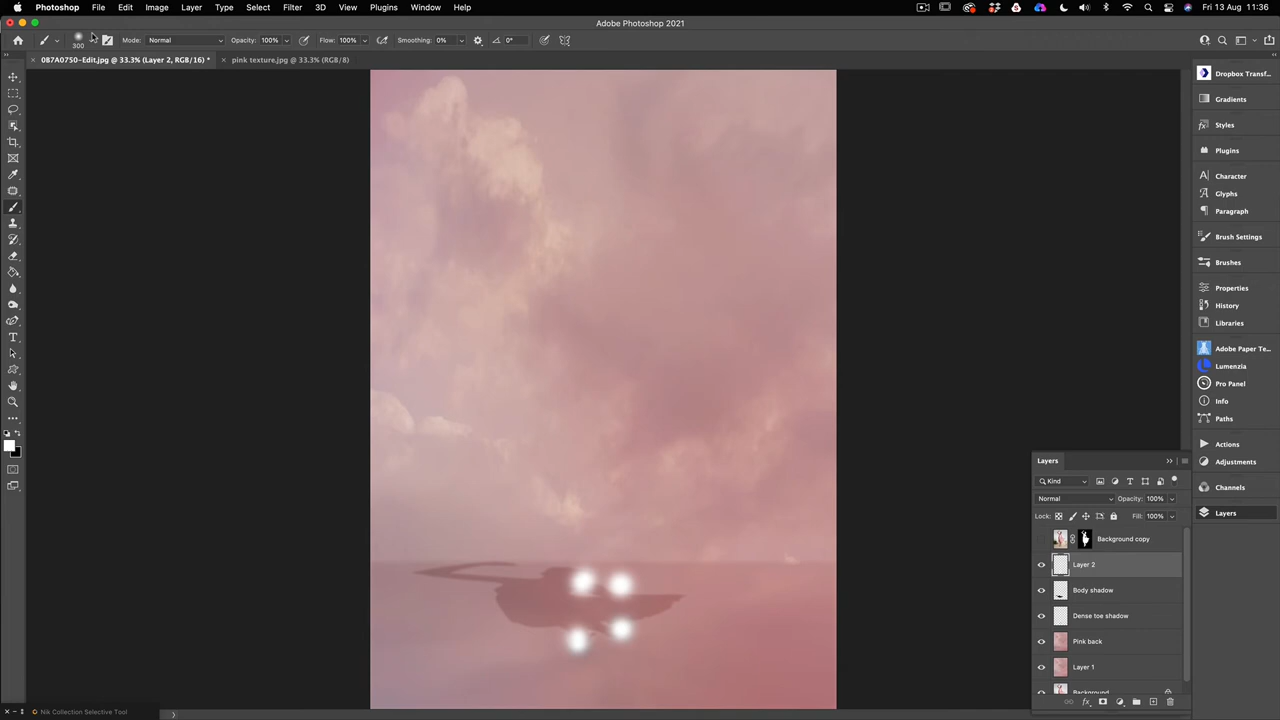 Photoshop File Edit Image Layer Type Select Filter 3D View Plugins Window Help Fri 13 Aug 11:36
Adobe Photoshop 2021
300 Mode: Normal Opacity: 100% Flow: 100% Smoothing: 0% 0°
0B7A0750-Edit.jpg @ 33.3% (Layer 2, RGB/16) * pink texture.jpg @ 33.3% (RGB/8)
Dropbox Transf...
Gradients
Styles
Plugins
Character
Glyphs
Paragraph
Brush Settings
Brushes
Properties
History
Libraries
Adobe Paper Te...
Lumenzia
Pro Panel
Info
Paths
Actions
Adjustments
Channels
Layers
Layers
Kind
Normal Opacity: 100%
Lock: Fill: 100%
Background copy
Layer 2
Body shadow
Dense toe shadow
Pink back
Layer 1
Background
Nik Collection Selective Tool